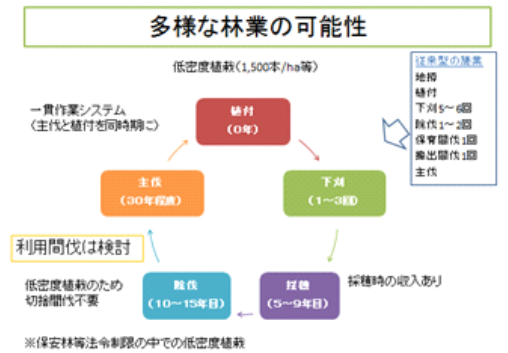 多様な林業の可能性
低密度植栽(1,500本/ha等)
従来型の施業
地拵
植付
下刈5～6回
除伐1～2回
保育間伐1回
搬出間伐1回
主伐
一貫作業システム
(主伐と植付を同時期に)
植付
(0年)
主伐
(30年程度)
下刈
(1～3回)
利用間伐は検討
低密度植栽のため
切捨間伐不要
除伐
(10～15年目)
採穂
(5～9年目)
採穂時の収入あり
※保安林等法令制限の中での低密度植栽